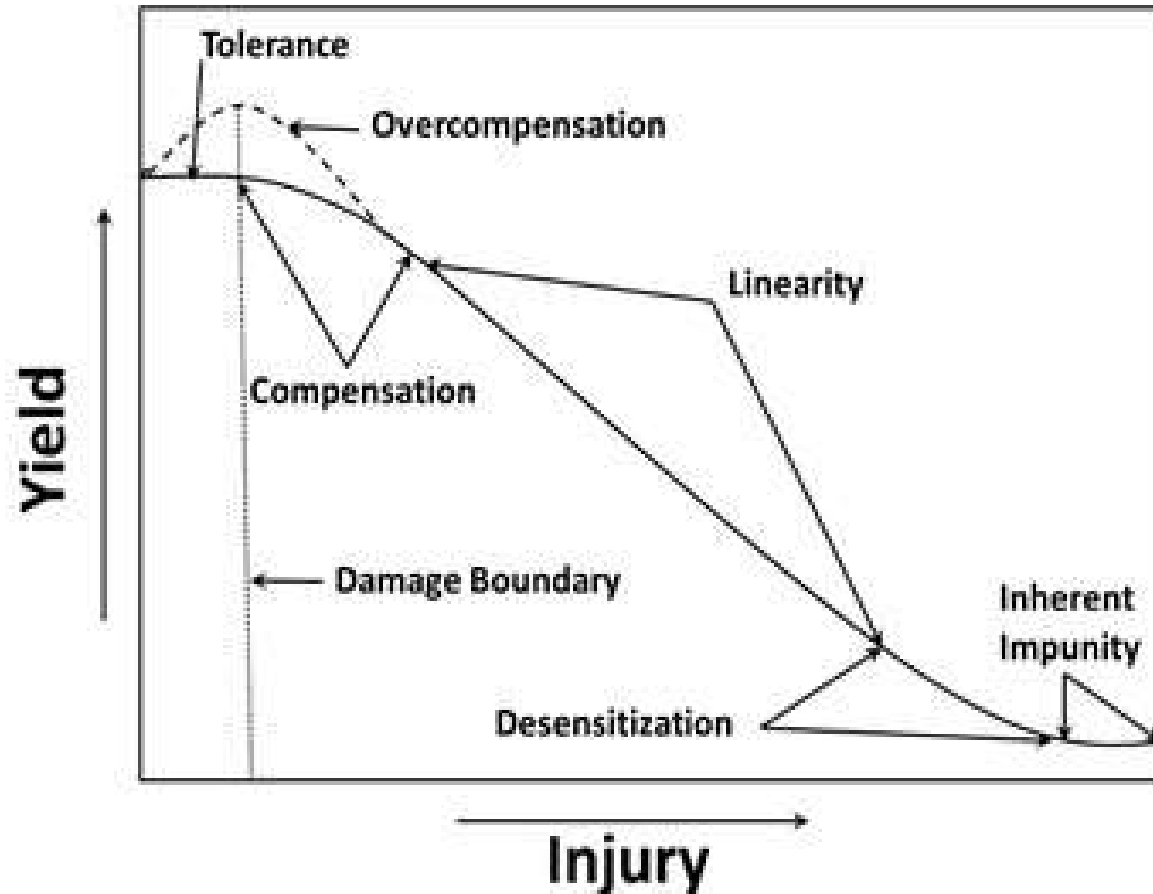 Tolerance
Overcompensation
Linearity
Compensation
Yield
Damage Boundary
Inherent
Impunity
Desensitization
Injury